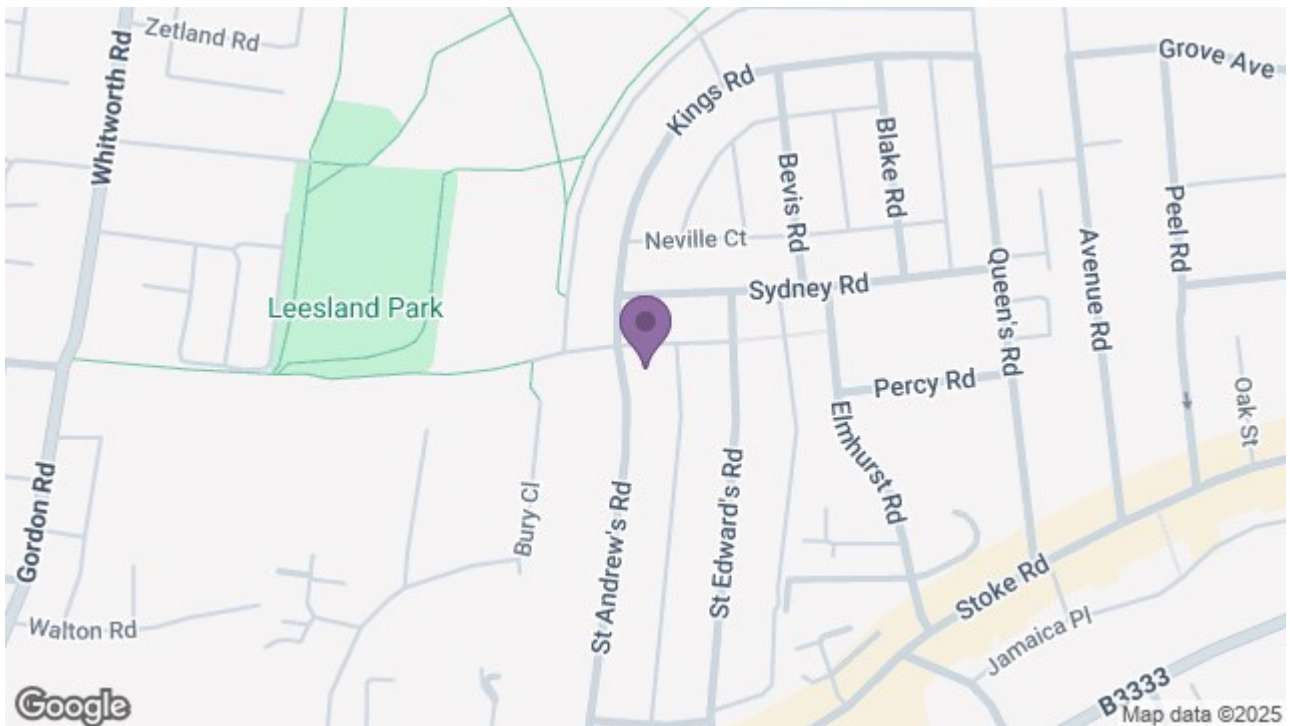 Zetland Rd
Whitworth Rd
Kings Rd
Grove Ave
Blake Rd
Bevis Rd
Peel Rd
Neville Ct
Avenue Rd
Queen's Rd
Sydney Rd
Leesland Park
Percy Rd
Oak St
Elmhurst Rd
Gordon Rd
Bury Cl
St Andrew's Rd
St Edward's Rd
Stoke Rd
Walton Rd
Jamaica Pl
B3333
Google
Map data ©2025